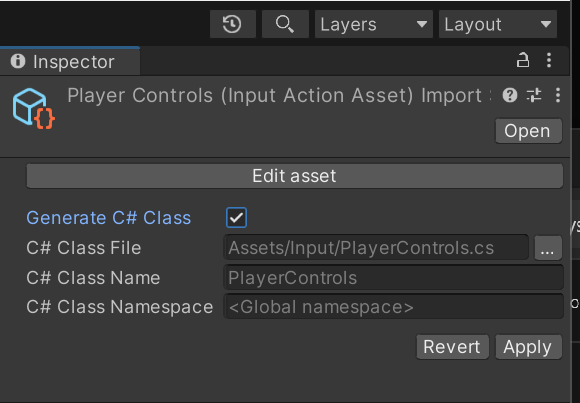 Layers Layout
Inspector
Player Controls (Input Action Asset) Import
Open
Edit asset
Generate C# Class
C# Class File Assets/Input/PlayerControls.cs ...
C# Class Name PlayerControls
C# Class Namespace <Global namespace>
Revert Apply